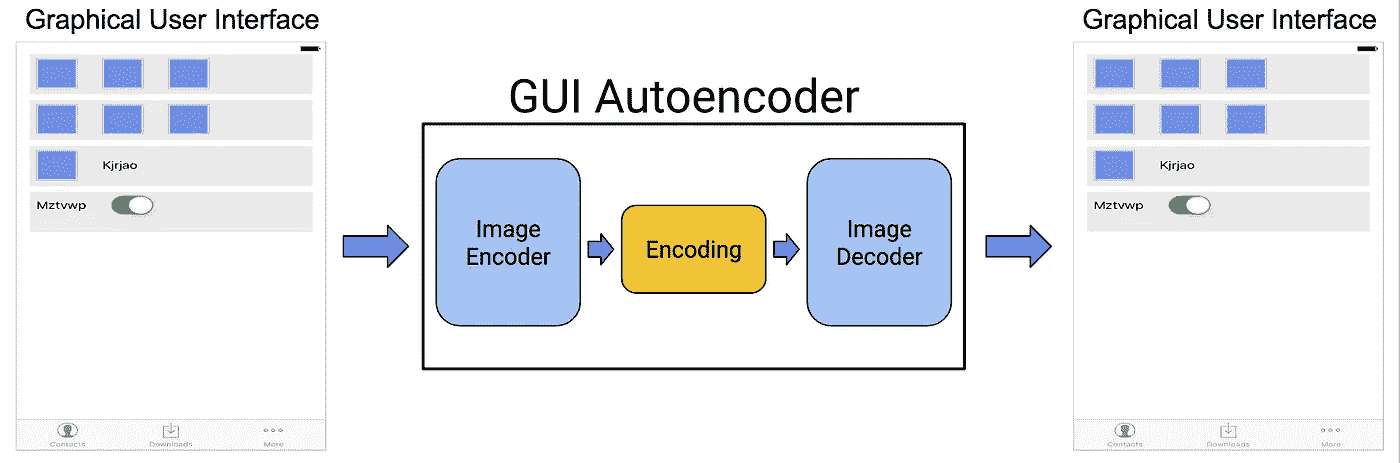 Graphical User Interface
Kjrjao
Mztvwp
Contacts
Downloads
More
GUI Autoencoder
Image
Encoder
Encoding
Image
Decoder
Graphical User Interface
Kjrjao
Mztvwp
Contacts
Downloads
More